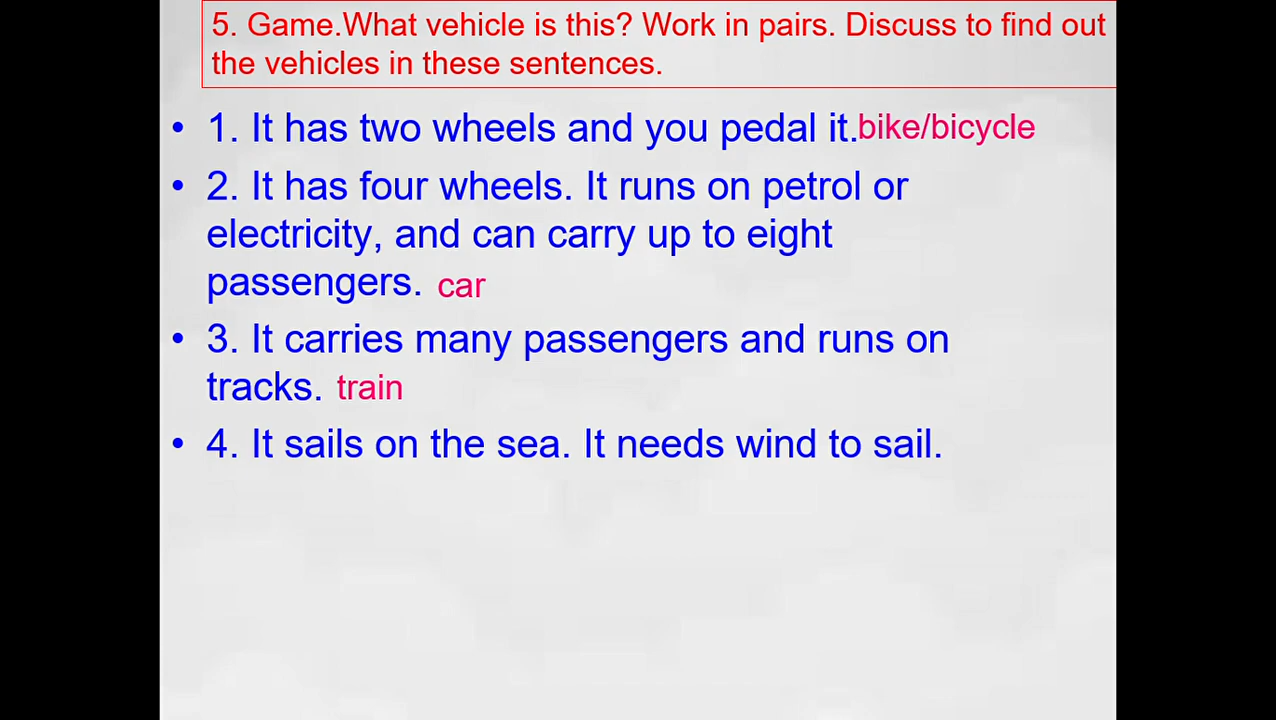 5. Game.What vehicle is this? Work in pairs. Discuss to find out
the vehicles in these sentences.
• 1. It has two wheels and you pedal it.bike/bicycle
• 2. It has four wheels. It runs on petrol or
electricity, and can carry up to eight
passengers. car
• 3. It carries many passengers and runs on
tracks. train
• 4. It sails on the sea. It needs wind to sail.